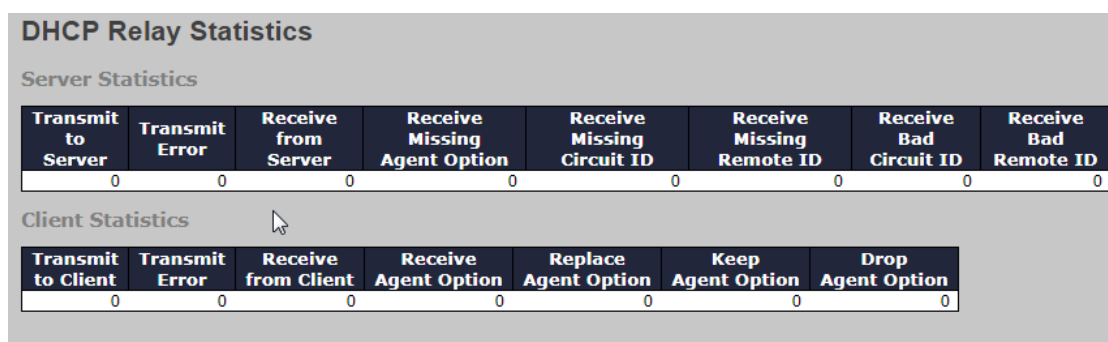 DHCP Relay Statistics
Server Statistics
Transmit to Server Transmit Error Receive from Server Receive Missing Agent Option Receive Missing Circuit ID Receive Missing Remote ID Receive Bad Circuit ID Receive Bad Remote ID
0 0 0 0 0 0 0 0
Client Statistics
Transmit to Client Transmit Error Receive from Client Receive Agent Option Replace Agent Option Keep Agent Option Drop Agent Option
0 0 0 0 0 0 0